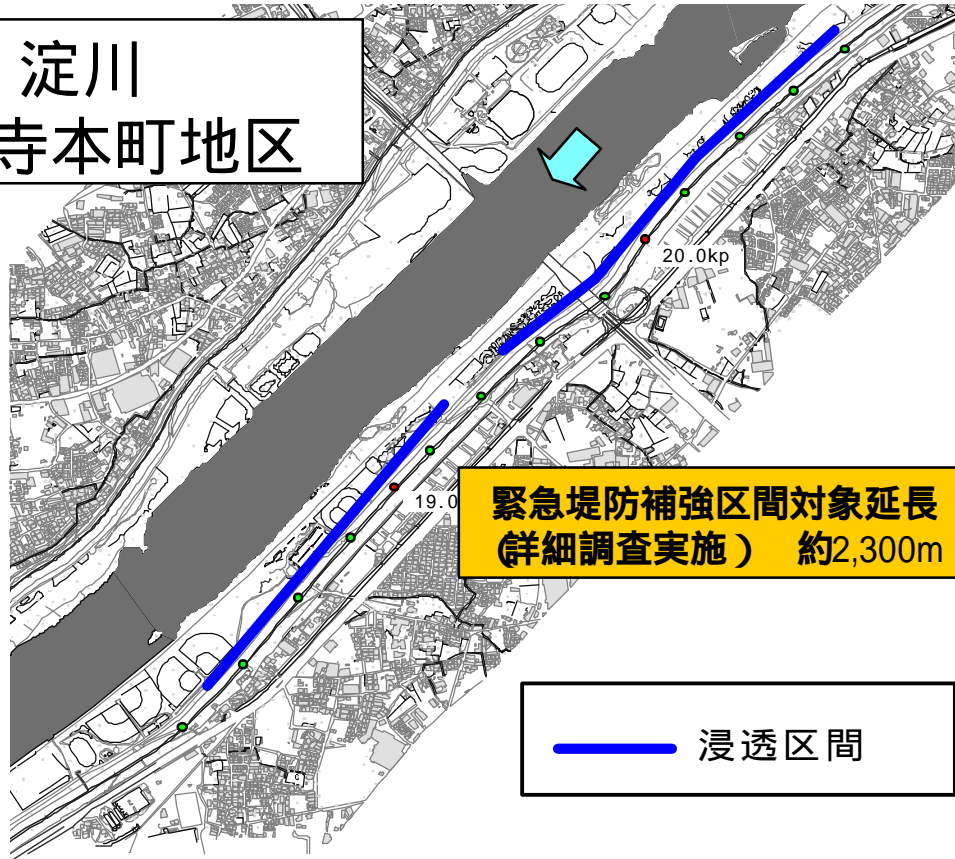 淀川
寺本町地区
20.0kp
19.0
緊急堤防補強区間対象延長
(詳細調査実施) 約2,300m
浸透区間